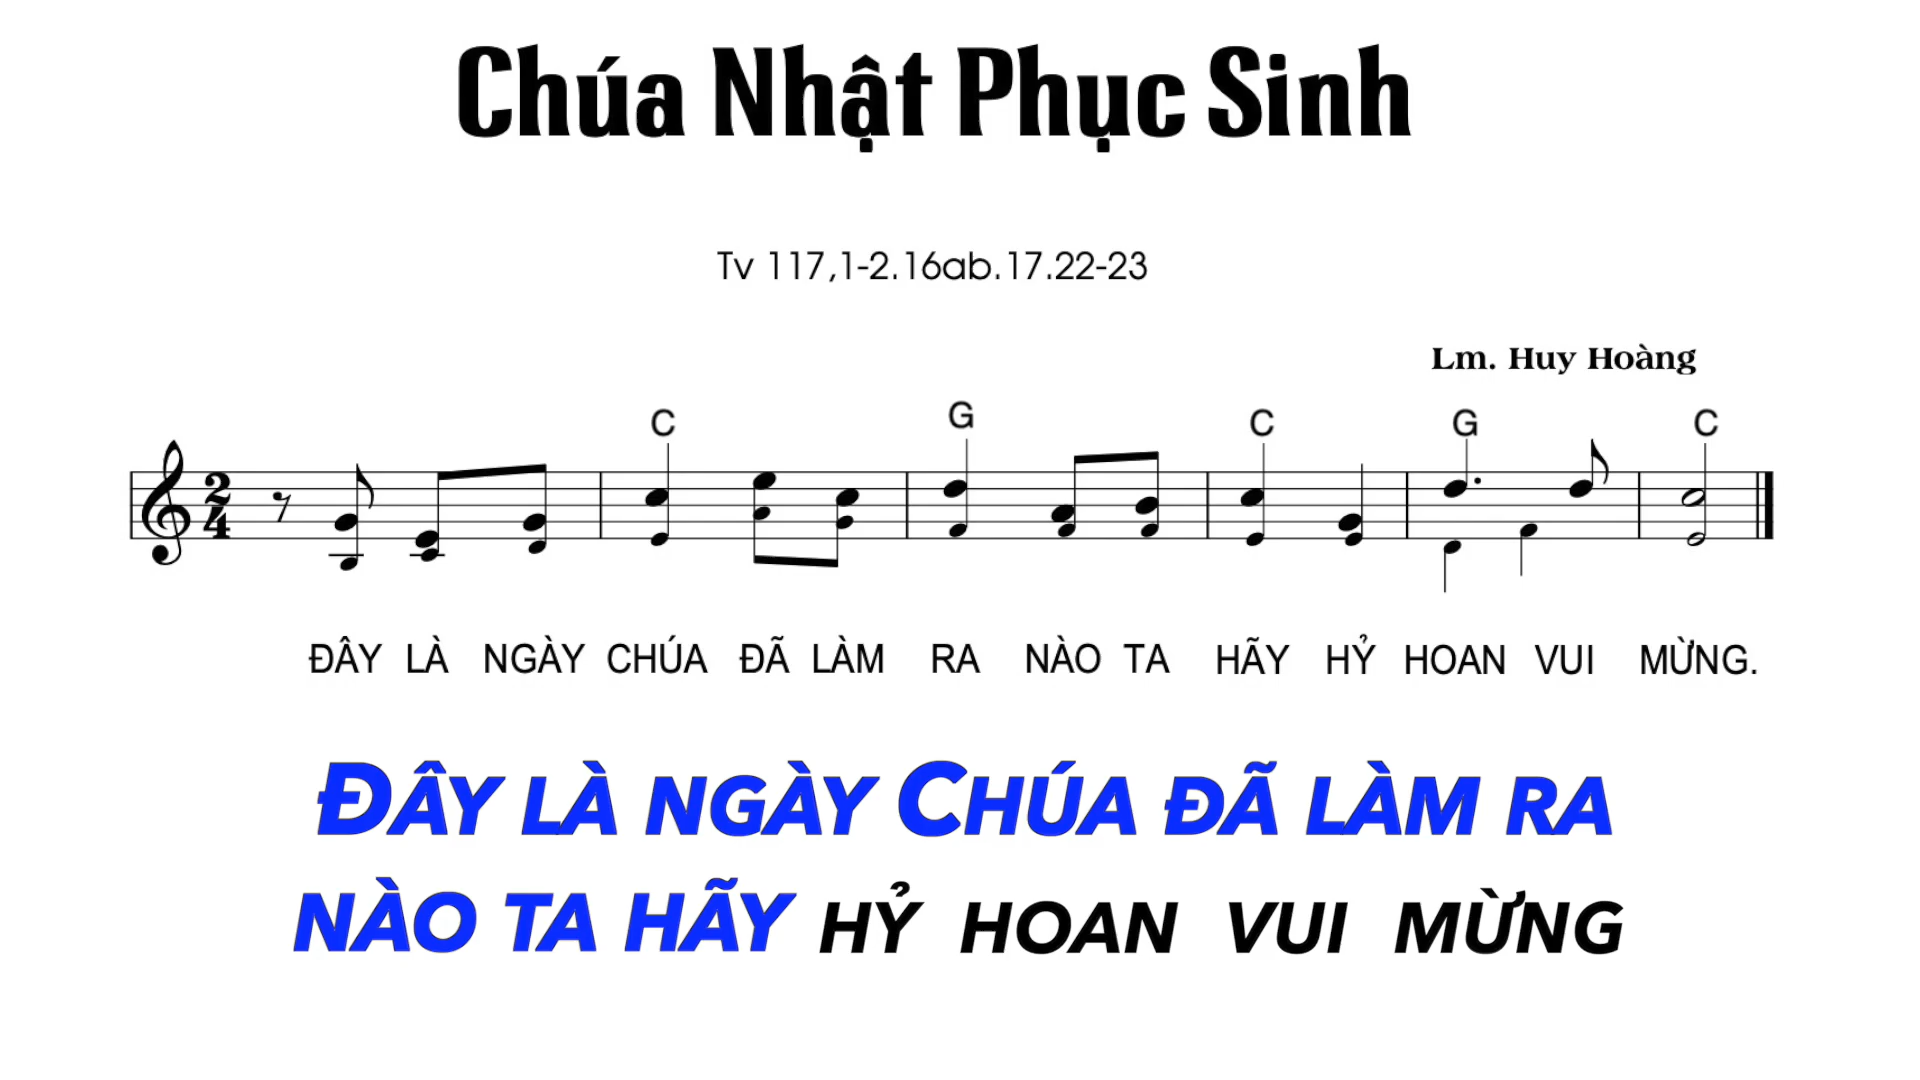 Chúa Nhật Phục Sinh
Tv 117,1-2.16ab.17.22-23
Lm. Huy Hoàng
C G C G C
2
4
ĐÂY LÀ NGÀY CHÚA ĐÃ LÀM RA NÀO TA HÃY HỶ HOAN VUI MỪNG.
ĐÂY LÀ NGÀY CHÚA ĐÃ LÀM RA
NÀO TA HÃY HỶ HOAN VUI MỪNG